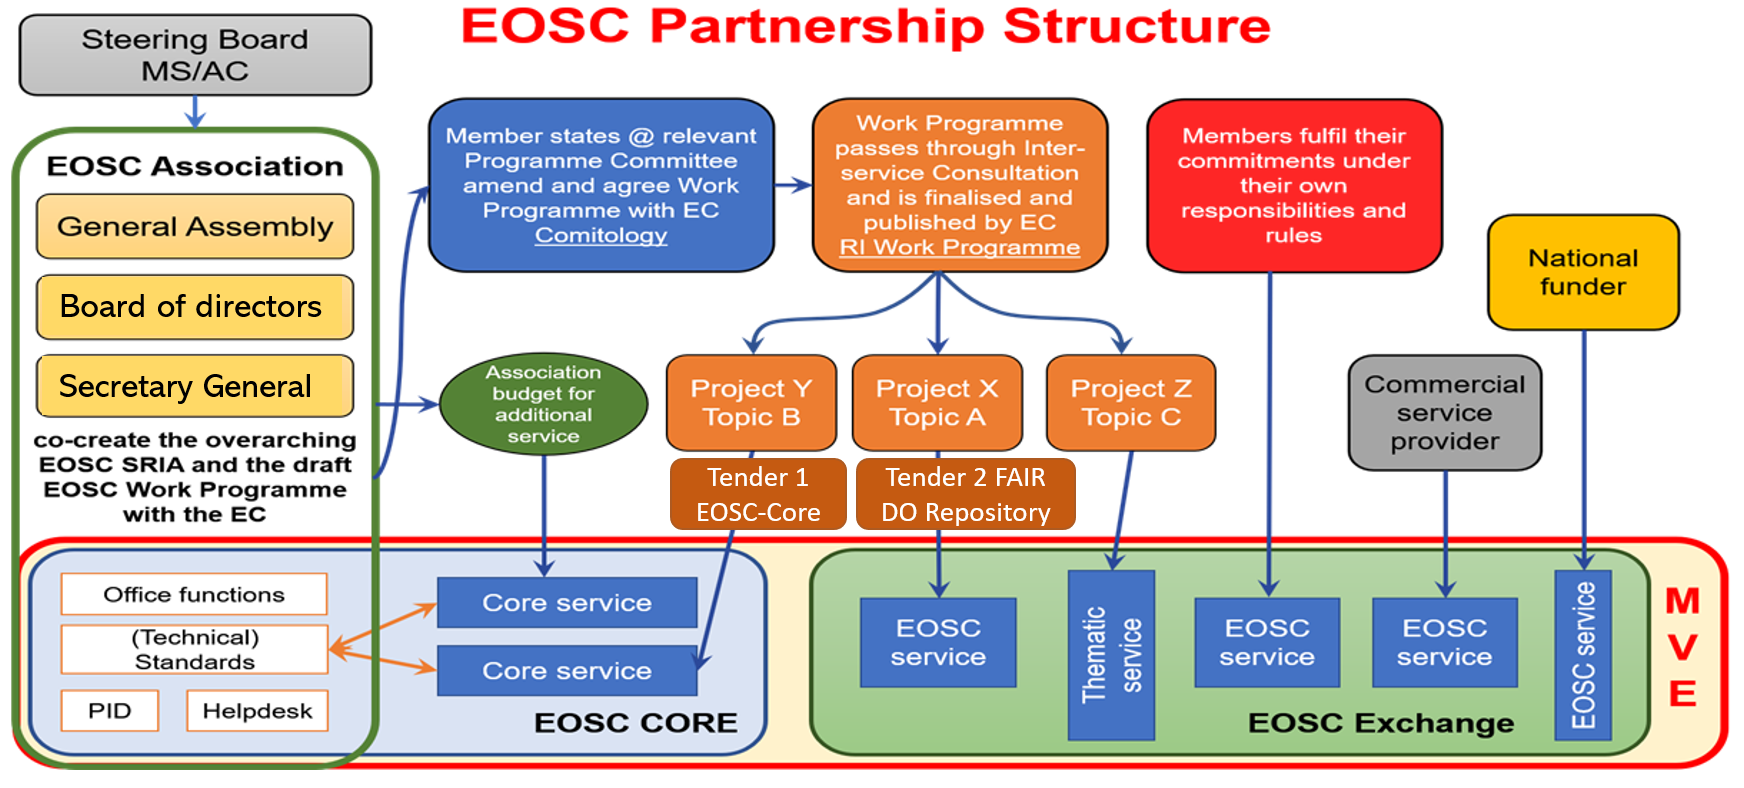 EOSC Partnership Structure
Steering Board
MS/AC
EOSC Association
General Assembly
Board of directors
Secretary General
co-create the overarching
EOSC SRIA and the draft
EOSC Work Programme
with the EC
Member states @ relevant
Programme Committee
amend and agree Work
Programme with EC
Comitology
Work Programme
passes through Inter-
service Consultation
and is finalised and
published by EC
RI Work Programme
Members fulfil their
commitments under
their own
responsibilities and
rules
National
funder
Association
budget for
additional
service
Project Y
Topic B
Project X
Topic A
Project Z
Topic C
Commercial
service
provider
Tender 1
EOSC-Core
Tender 2 FAIR
DO Repository
Office functions
(Technical)
Standards
PID
Helpdesk
Core service
Core service
EOSC CORE
EOSC
service
Thematic
service
EOSC
service
EOSC
service
EOSC service
EOSC Exchange
M
V
E